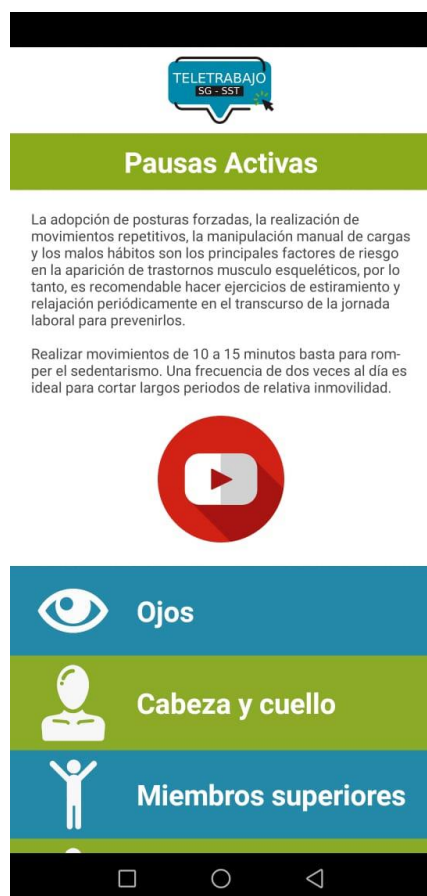 TELETRABAJO
SG - SST
Pausas Activas
La adopción de posturas forzadas, la realización de
movimientos repetitivos, la manipulación manual de cargas
y los malos hábitos son los principales factores de riesgo
en la aparición de trastornos musculo esqueléticos, por lo
tanto, es recomendable hacer ejercicios de estiramiento y
relajación periódicamente en el transcurso de la jornada
laboral para prevenirlos.
Realizar movimientos de 10 a 15 minutos basta para rom-
per el sedentarismo. Una frecuencia de dos veces al día es
ideal para cortar largos periodos de relativa inmovilidad.
Ojos
Cabeza y cuello
Miembros superiores